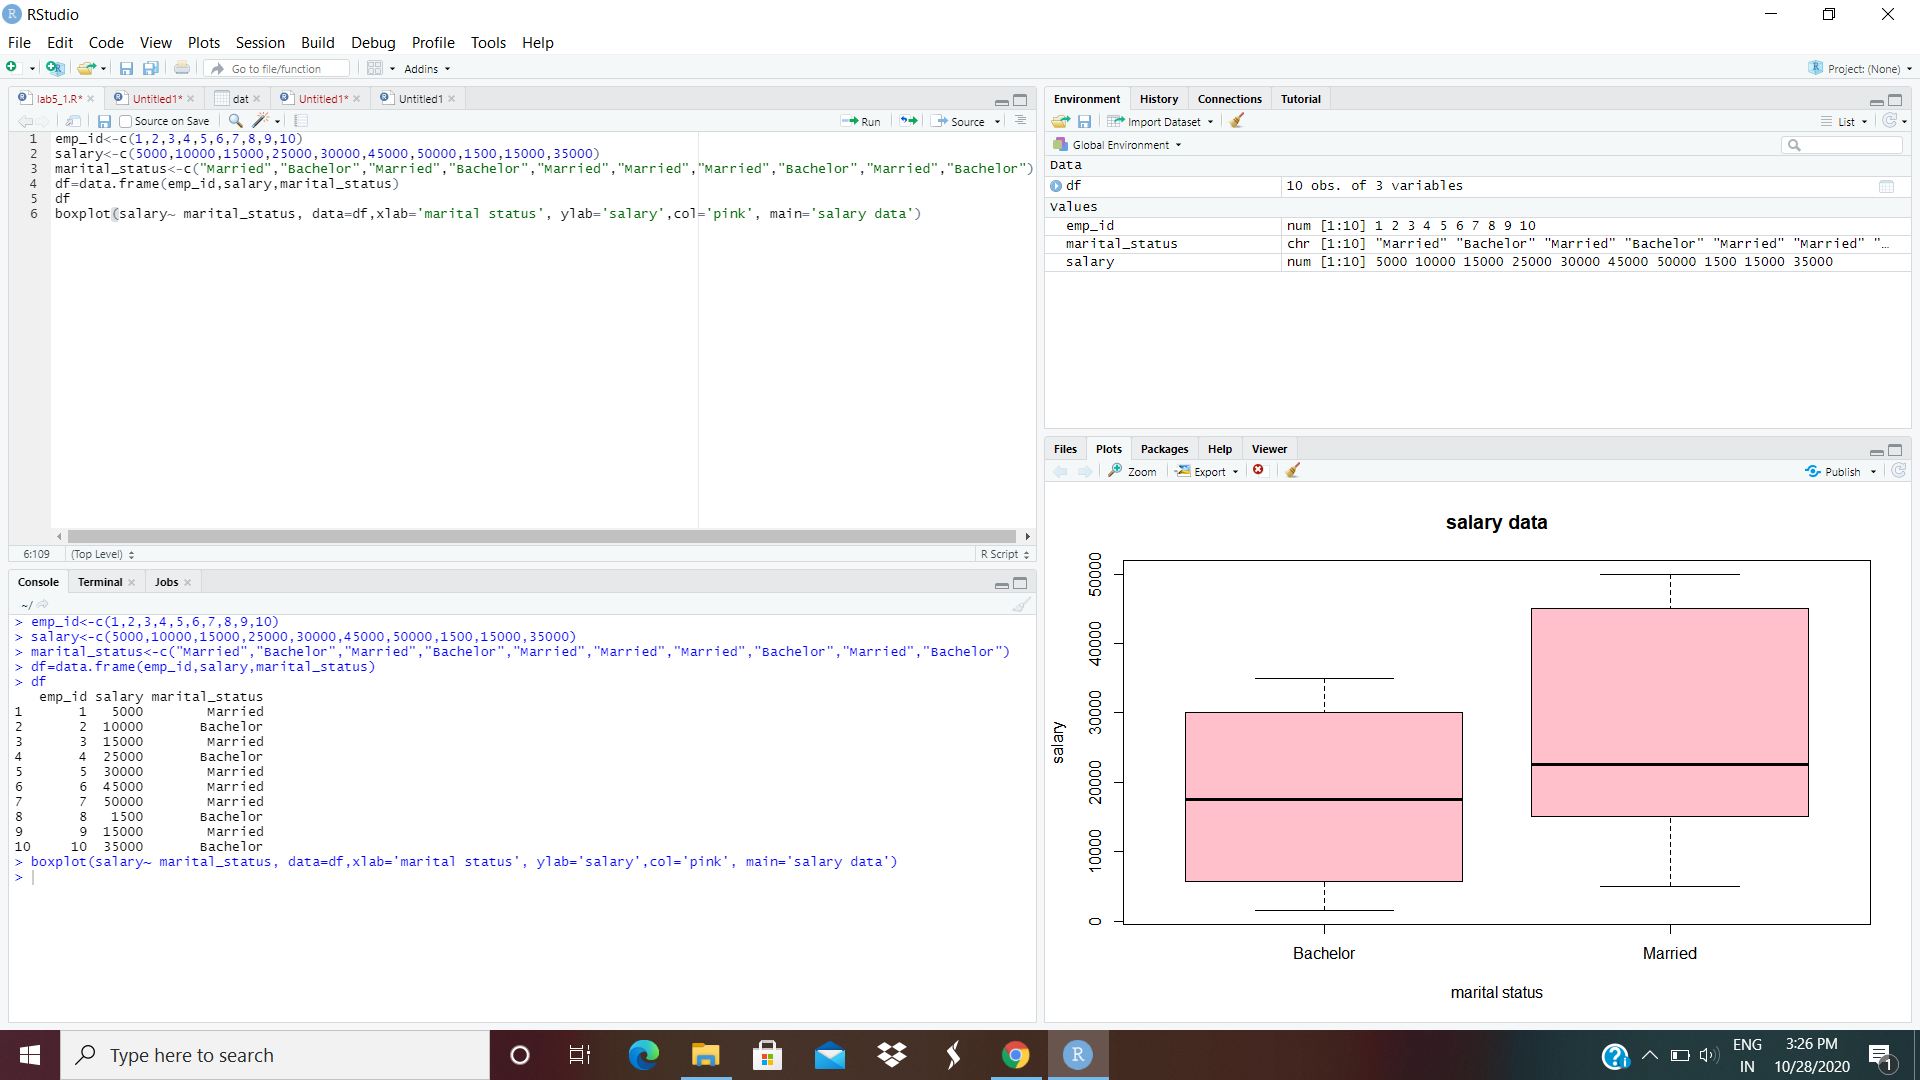 RStudio
File Edit Code View Plots Session Build Debug Profile Tools Help
Go to file/function Addins Project: (None)
lab5_1.R* Untitled1* dat Untitled1* Untitled1
Source on Save Run Source
1 emp_id<-c(1,2,3,4,5,6,7,8,9,10)
2 salary<-c(5000,10000,15000,25000,30000,45000,50000,1500,15000,35000)
3 marital_status<-c("Married","Bachelor","Married","Bachelor","Married","Married","Married","Bachelor","Married","Bachelor")
4 df=data.frame(emp_id,salary,marital_status)
5 df
6 boxplot(salary~ marital_status, data=df,xlab='marital status', ylab='salary',col='pink', main='salary data')
6:109 (Top Level) R Script
Console Terminal Jobs
~/
> emp_id<-c(1,2,3,4,5,6,7,8,9,10)
> salary<-c(5000,10000,15000,25000,30000,45000,50000,1500,15000,35000)
> marital_status<-c("Married","Bachelor","Married","Bachelor","Married","Married","Married","Bachelor","Married","Bachelor")
> df=data.frame(emp_id,salary,marital_status)
> df
emp_id salary marital_status
1 1 5000 Married
2 2 10000 Bachelor
3 3 15000 Married
4 4 25000 Bachelor
5 5 30000 Married
6 6 45000 Married
7 7 50000 Married
8 8 1500 Bachelor
9 9 15000 Married
10 10 35000 Bachelor
> boxplot(salary~ marital_status, data=df,xlab='marital status', ylab='salary',col='pink', main='salary data')
>
Environment History Connections Tutorial
Import Dataset List
Global Environment
Data
df 10 obs. of 3 variables
Values
emp_id num [1:10] 1 2 3 4 5 6 7 8 9 10
marital_status chr [1:10] "Married" "Bachelor" "Married" "Bachelor" "Married" "Married" "…
salary num [1:10] 5000 10000 15000 25000 30000 45000 50000 1500 15000 35000
Files Plots Packages Help Viewer
Zoom Export Publish
salary data
50000
40000
30000
20000
10000
0
salary
Bachelor Married
marital status
Type here to search
ENG 3:26 PM
IN 10/28/2020
1